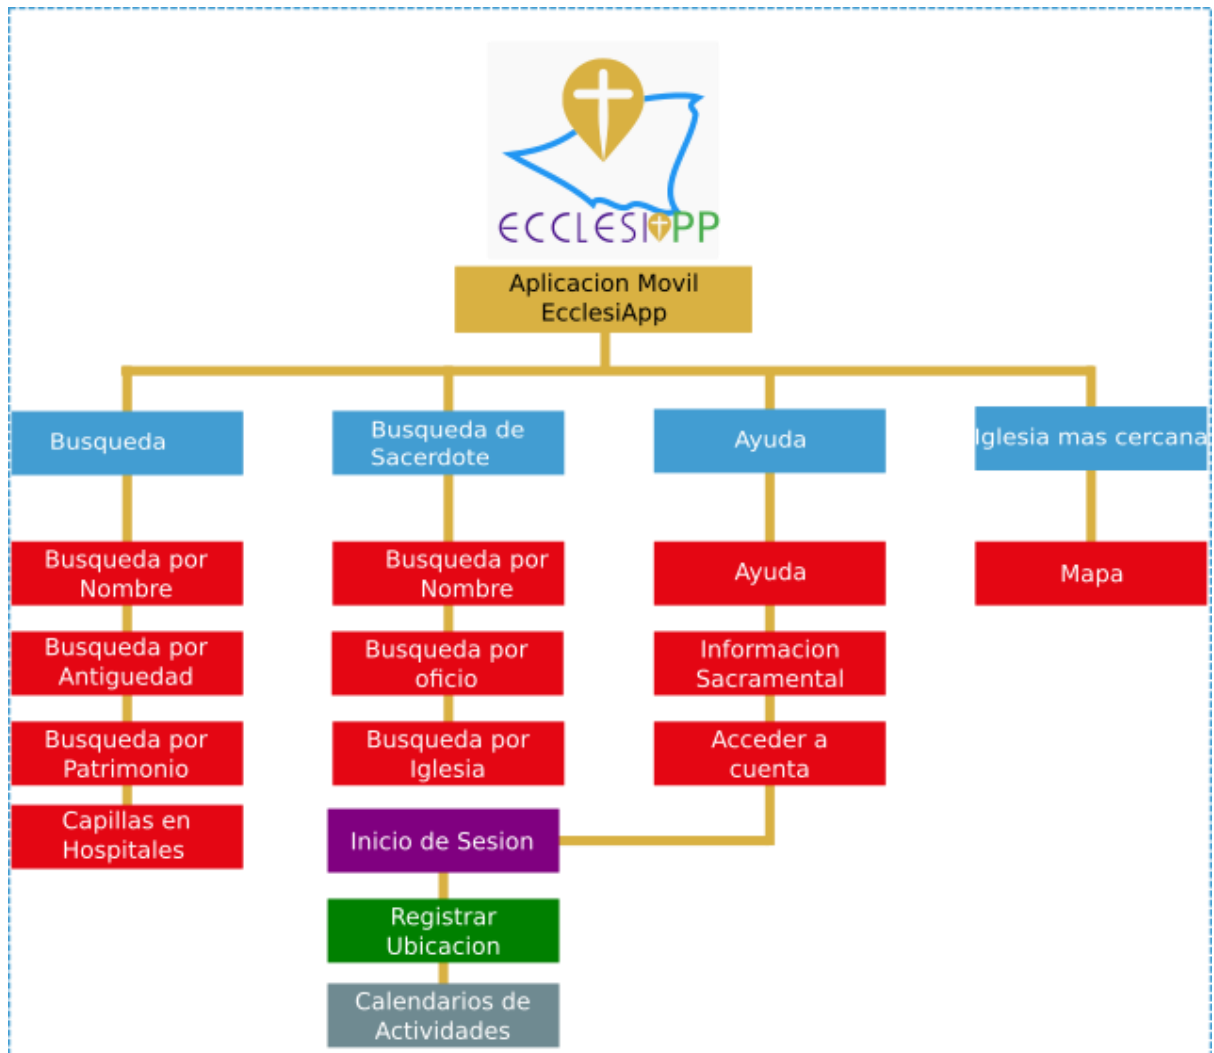 ECCLESIAPP
Aplicacion Movil
EcclesiApp
Busqueda
Busqueda de
Sacerdote
Ayuda
Iglesia mas cercana
Busqueda por
Nombre
Busqueda por
Nombre
Ayuda
Mapa
Busqueda por
Antiguedad
Busqueda por
oficio
Informacion
Sacramental
Busqueda por
Patrimonio
Busqueda por
Iglesia
Acceder a
cuenta
Capillas en
Hospitales
Inicio de Sesion
Registrar
Ubicacion
Calendarios de
Actividades